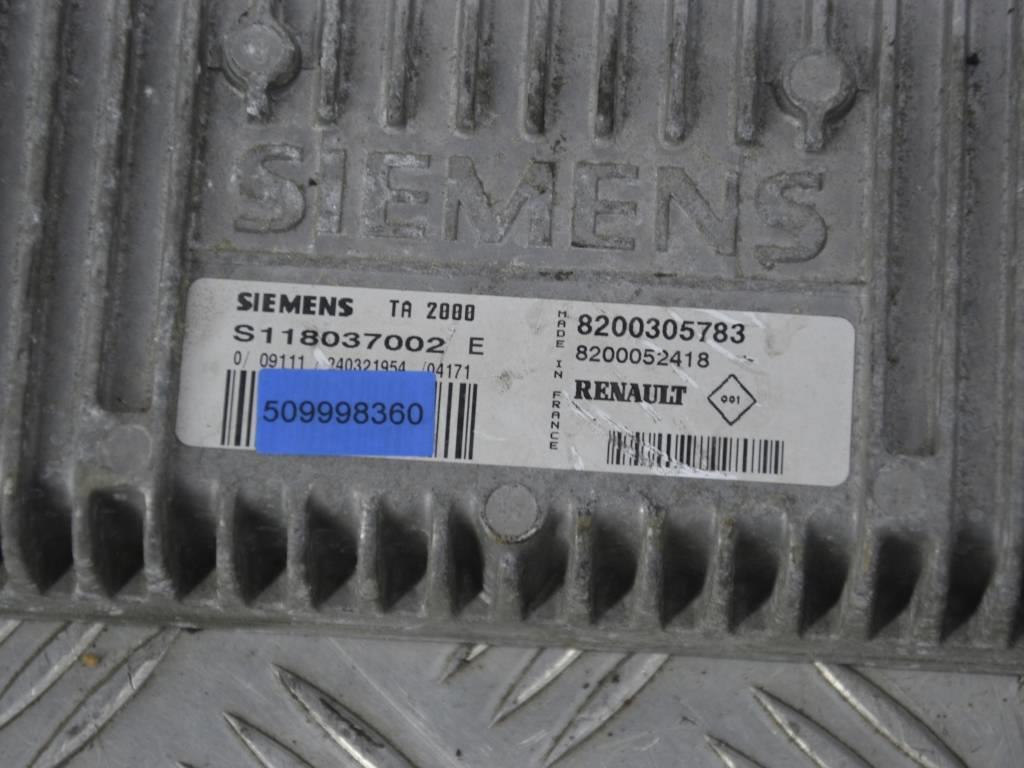 SIEMENS
SIEMENS TA 2000
S118037002 E
0/ 09111 / 240321954 /04171
509998360
MADE IN FRANCE
8200305783
8200052418
RENAULT
001